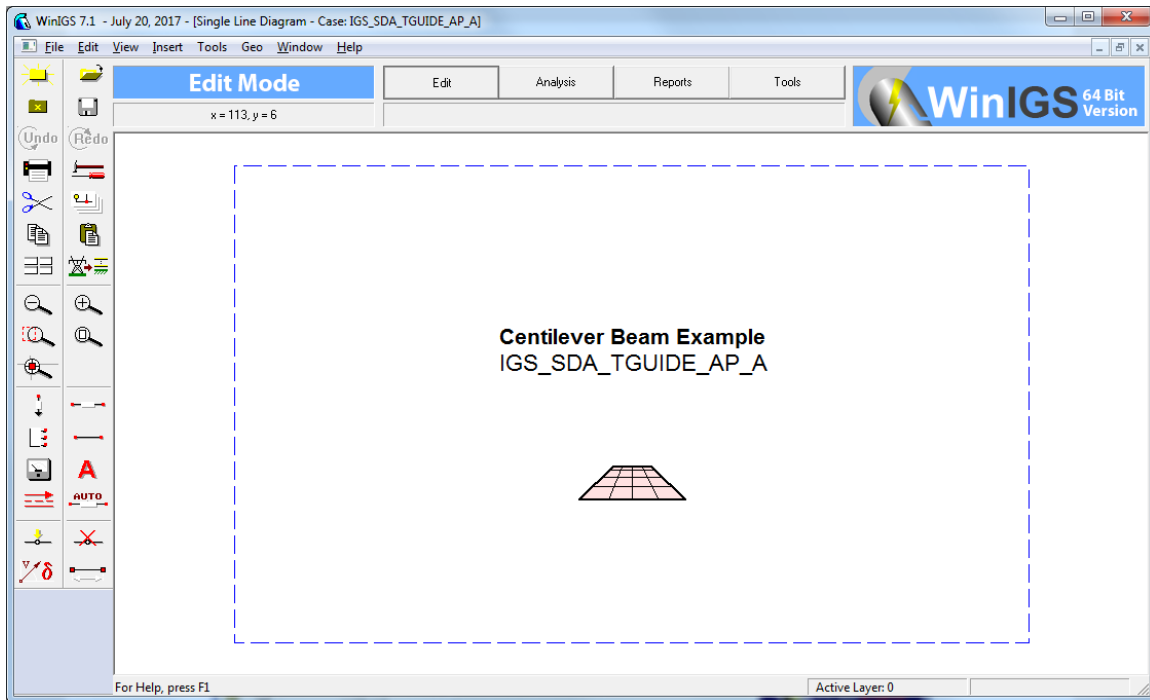 WinIGS 7.1 - July 20, 2017 - [Single Line Diagram - Case: IGS_SDA_TGUIDE_AP_A]
File Edit View Insert Tools Geo Window Help
Edit Mode
Edit Analysis Reports Tools
WinIGS 64 Bit Version
x = 113, y = 6
Undo Redo
Centilever Beam Example
IGS_SDA_TGUIDE_AP_A
A
AUTO
V δ
For Help, press F1
Active Layer: 0